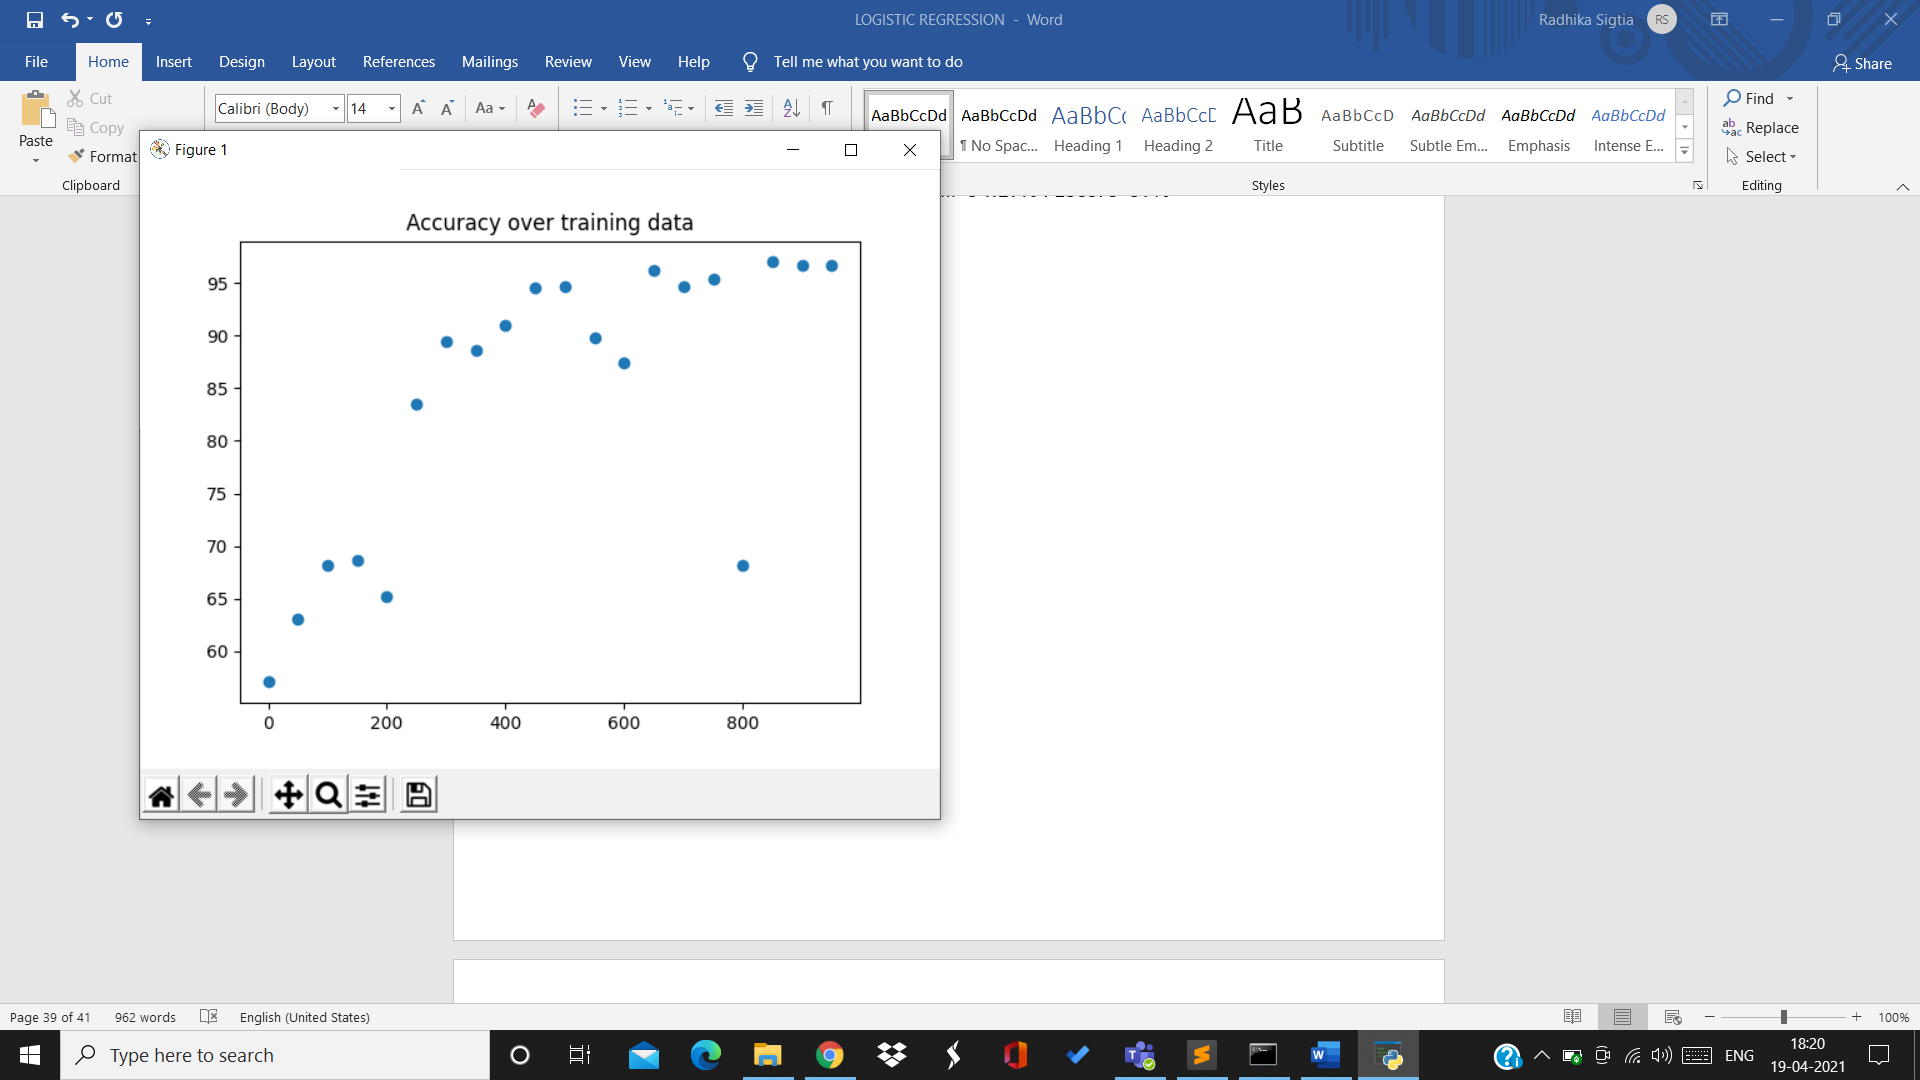 LOGISTIC REGRESSION - Word
Radhika Sigtia
RS
File
Home
Insert
Design
Layout
References
Mailings
Review
View
Help
Tell me what you want to do
Share
Paste
Cut
Copy
Format
Clipboard
Calibri (Body)
14
Aa
AaBbCcDd
AaBbCcDd
AaBbCc
AaBbCcD
AaB
AaBbCcD
AaBbCcDd
AaBbCcDd
AaBbCcDd
¶ No Spac...
Heading 1
Heading 2
Title
Subtitle
Subtle Em...
Emphasis
Intense E...
Styles
Find
Replace
Select
Editing
Figure 1
Accuracy over training data
95
90
85
80
75
70
65
60
0
200
400
600
800
Page 39 of 41
962 words
English (United States)
100%
Type here to search
ENG
18:20
19-04-2021